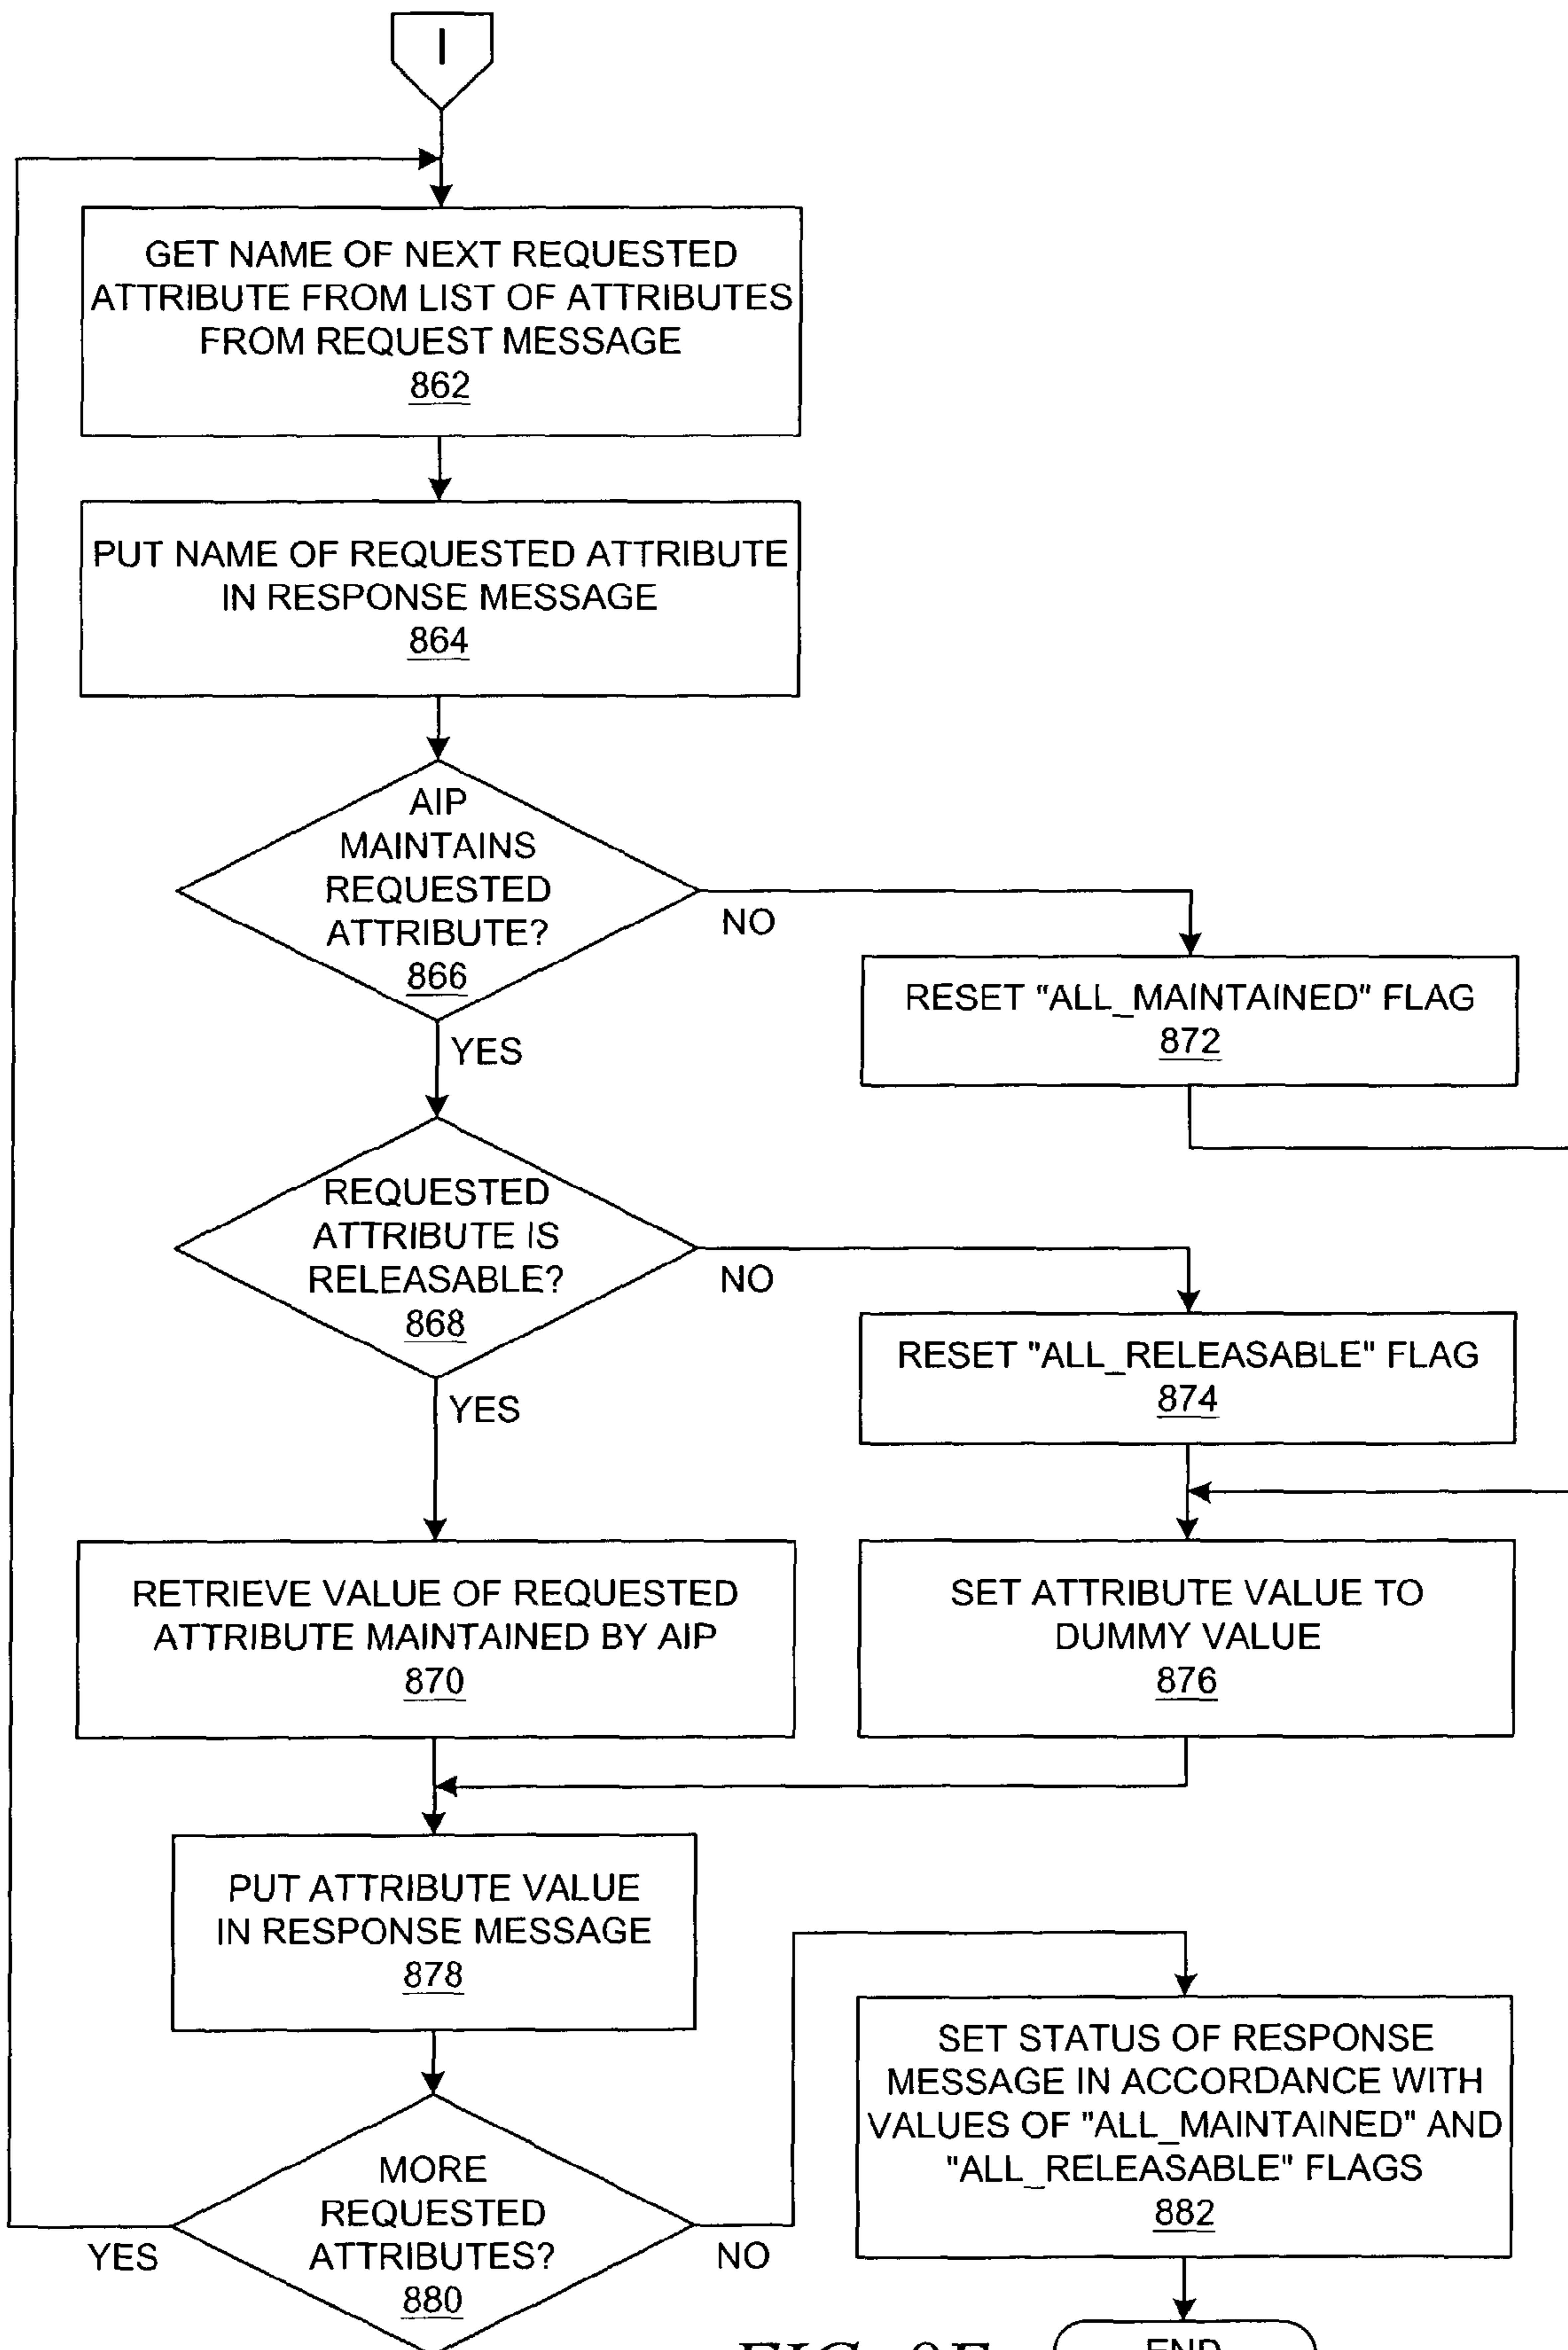 I
GET NAME OF NEXT REQUESTED
ATTRIBUTE FROM LIST OF ATTRIBUTES
FROM REQUEST MESSAGE
862
PUT NAME OF REQUESTED ATTRIBUTE
IN RESPONSE MESSAGE
864
AIP
MAINTAINS
REQUESTED
ATTRIBUTE?
866
NO
YES
RESET "ALL_MAINTAINED" FLAG
872
REQUESTED
ATTRIBUTE IS
RELEASABLE?
868
NO
YES
RESET "ALL_RELEASABLE" FLAG
874
RETRIEVE VALUE OF REQUESTED
ATTRIBUTE MAINTAINED BY AIP
870
SET ATTRIBUTE VALUE TO
DUMMY VALUE
876
PUT ATTRIBUTE VALUE
IN RESPONSE MESSAGE
878
MORE
REQUESTED
ATTRIBUTES?
880
YES
NO
SET STATUS OF RESPONSE
MESSAGE IN ACCORDANCE WITH
VALUES OF "ALL_MAINTAINED" AND
"ALL_RELEASABLE" FLAGS
882
END